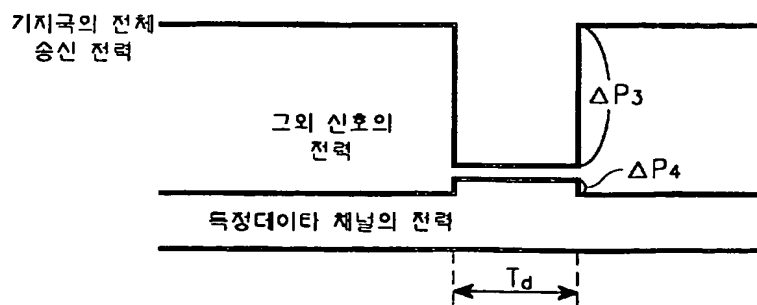 기지국의 전체
송신 전력
ΔP3
그외 신호의
전력
ΔP4
특정데이타 채널의 전력
Td